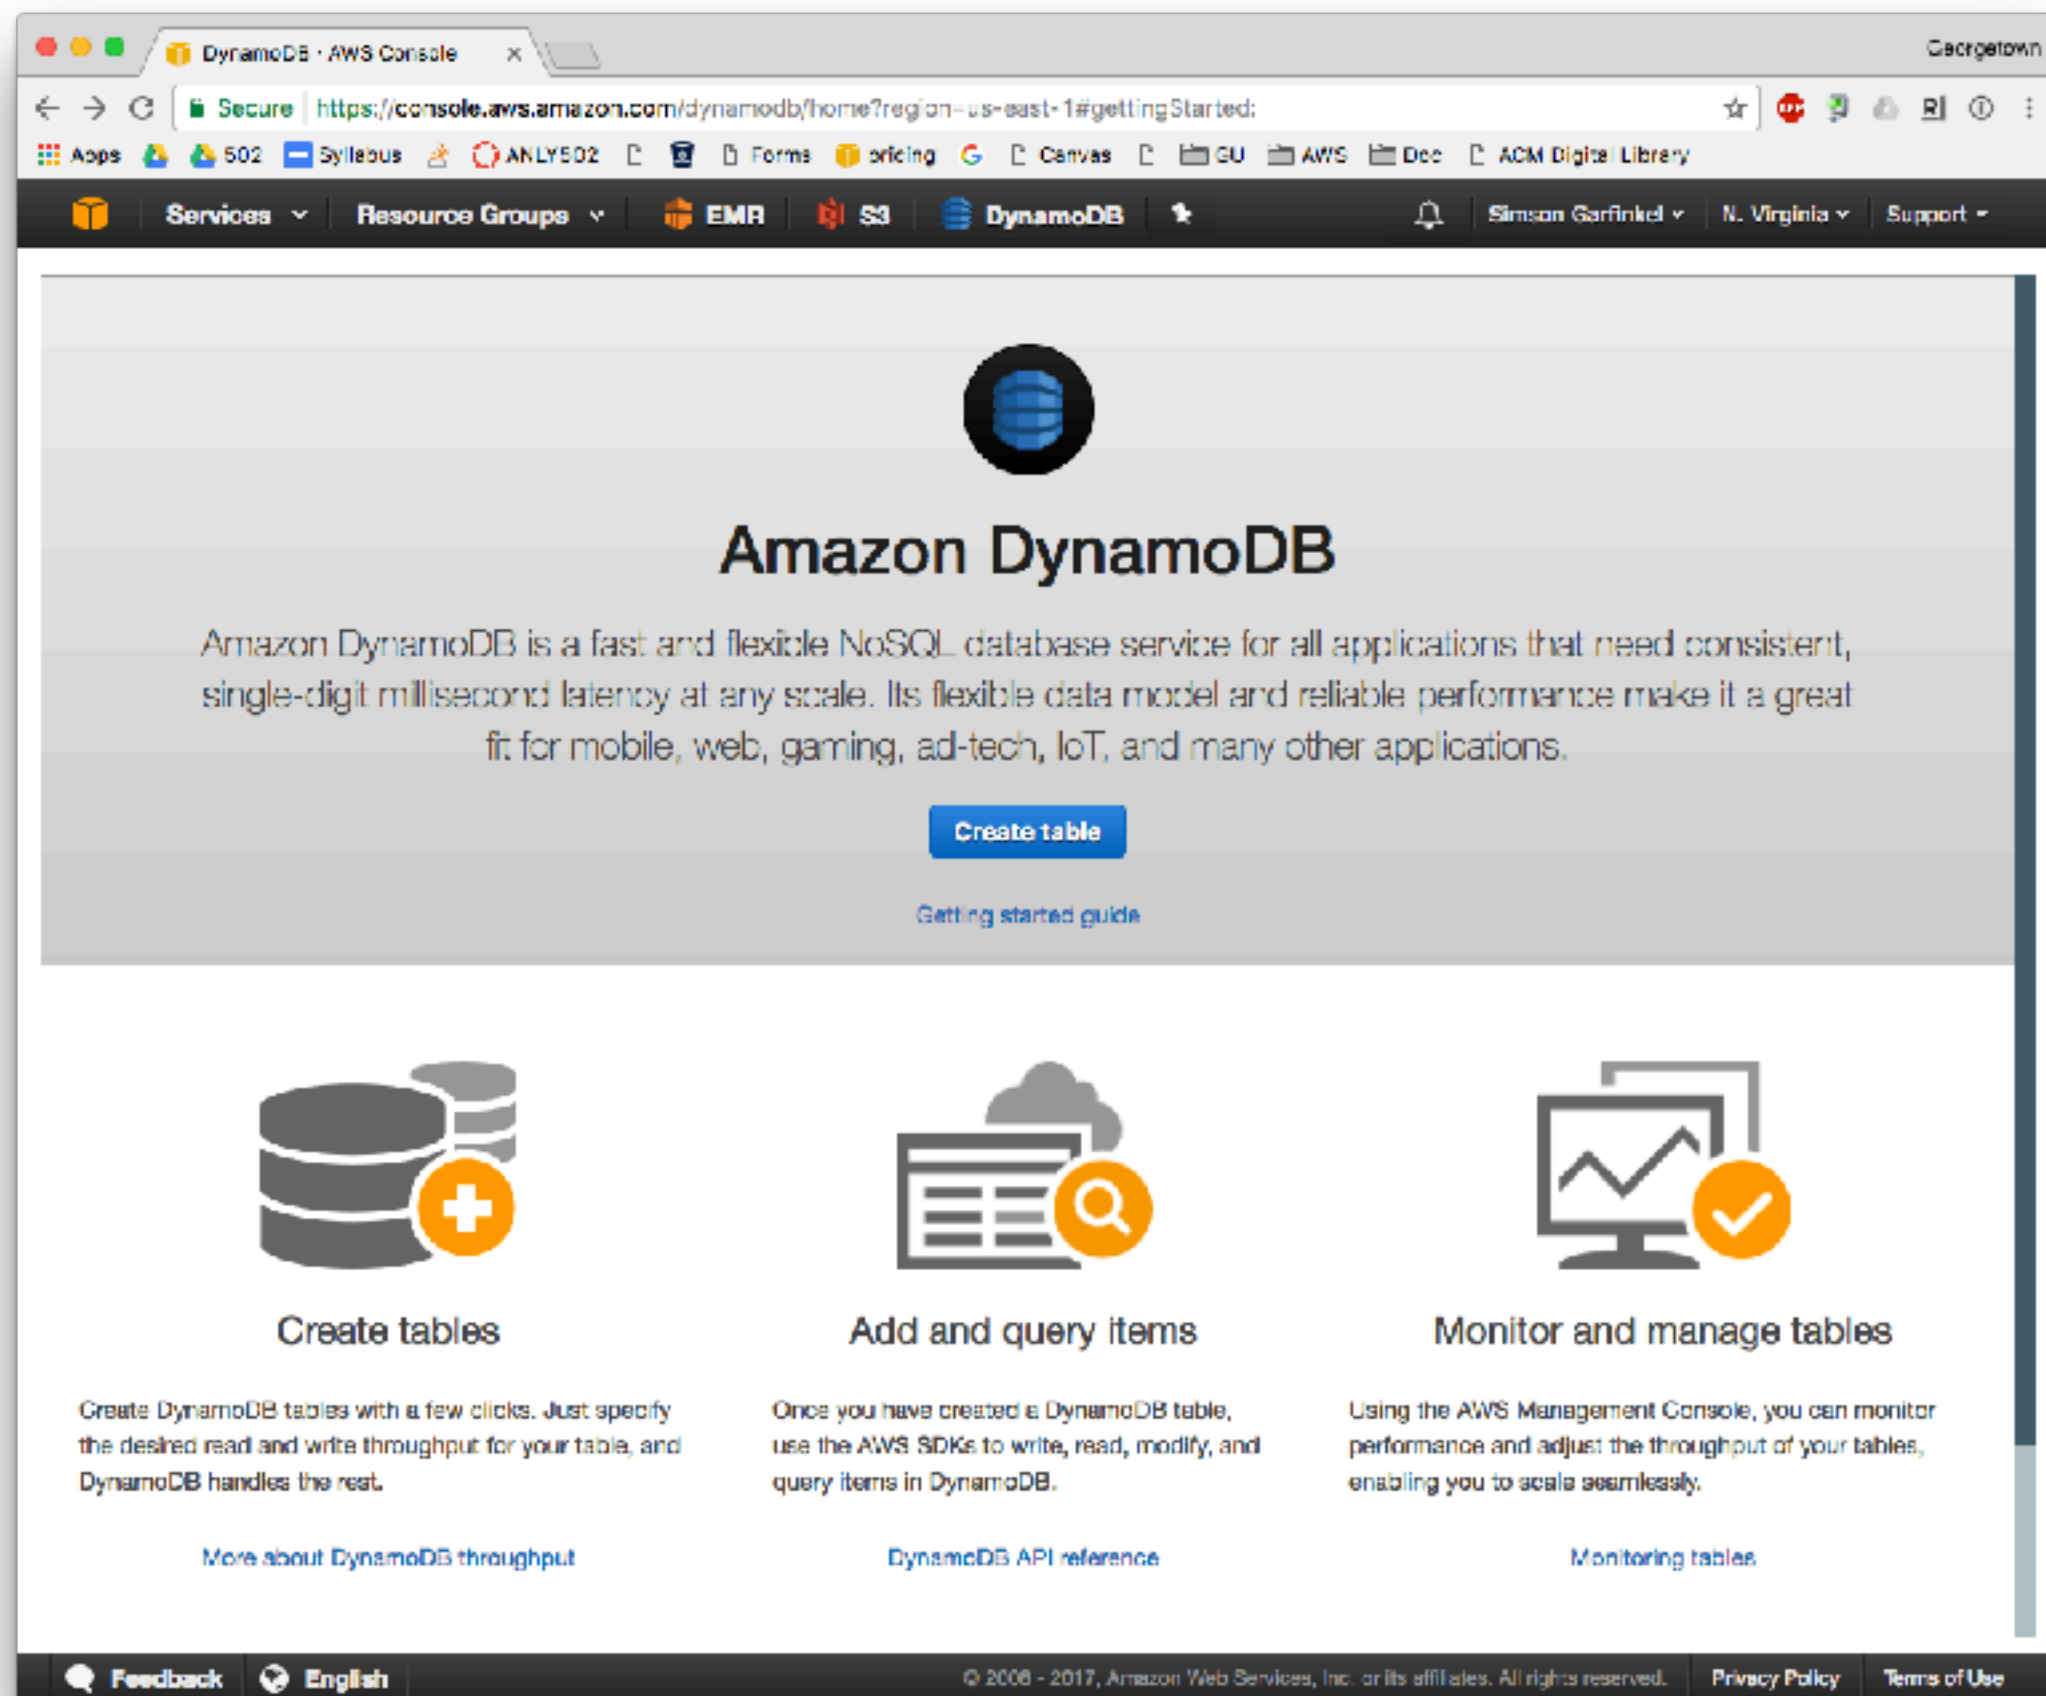 DynamoDB · AWS Console
Georgetown
Secure https://console.aws.amazon.com/dynamodb/home?region=us-east-1#gettingStarted:
Apps 502 Syllabus ANLY502 Forms pricing Canvas GU AWS Doc ACM Digital Library
Services Resource Groups EMR S3 DynamoDB Simson Garfinkel N. Virginia Support
Amazon DynamoDB
Amazon DynamoDB is a fast and flexible NoSQL database service for all applications that need consistent,
single-digit millisecond latency at any scale. Its flexible data model and reliable performance make it a great
fit for mobile, web, gaming, ad-tech, IoT, and many other applications.
Create table
Getting started guide
Create tables
Create DynamoDB tables with a few clicks. Just specify
the desired read and write throughput for your table, and
DynamoDB handles the rest.
More about DynamoDB throughput
Add and query items
Once you have created a DynamoDB table,
use the AWS SDKs to write, read, modify, and
query items in DynamoDB.
DynamoDB API reference
Monitor and manage tables
Using the AWS Management Console, you can monitor
performance and adjust the throughput of your tables,
enabling you to scale seamlessly.
Monitoring tables
Feedback English © 2008 - 2017, Amazon Web Services, Inc. or its affiliates. All rights reserved. Privacy Policy Terms of Use